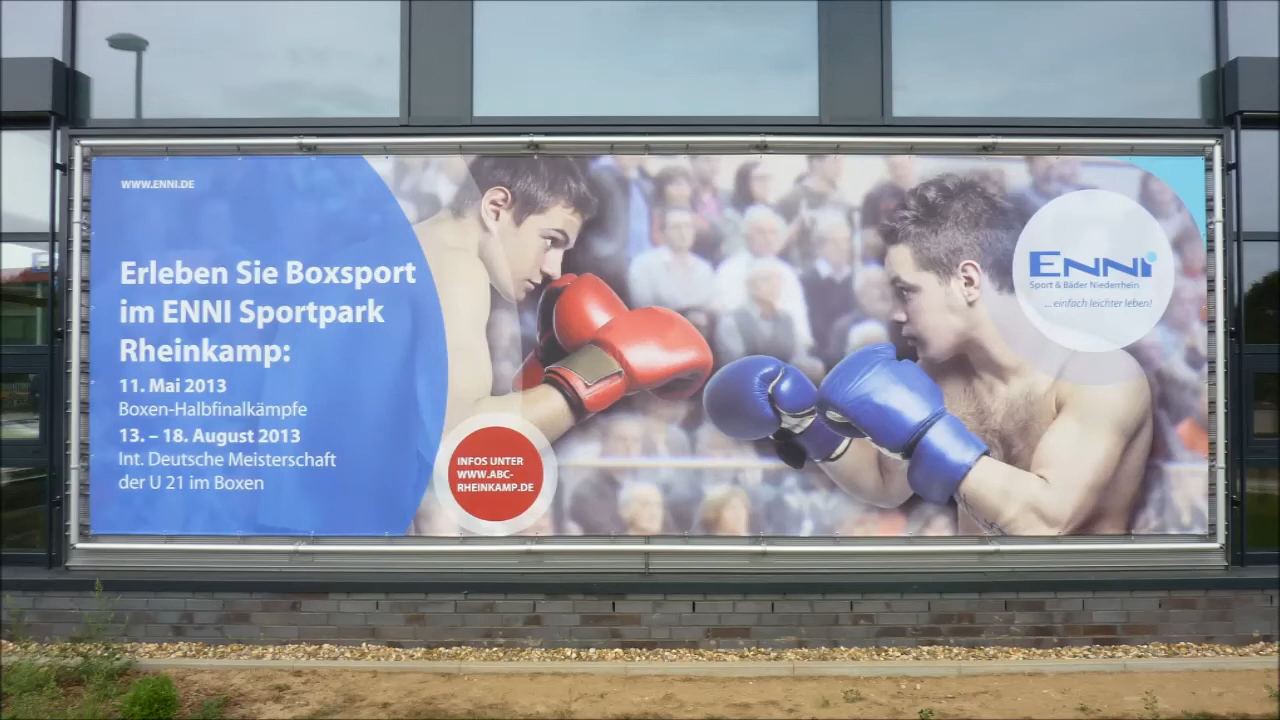 WWW.ENNI.DE
Erleben Sie Boxsport
im ENNI Sportpark
Rheinkamp:
11. Mai 2013
Boxen-Halbfinalkämpfe
13. – 18. August 2013
Int. Deutsche Meisterschaft
der U 21 im Boxen
INFOS UNTER
WWW.ABC-
RHEINKAMP.DE
ENNI
Sport & Bäder Niederrhein
...einfach leichter leben!